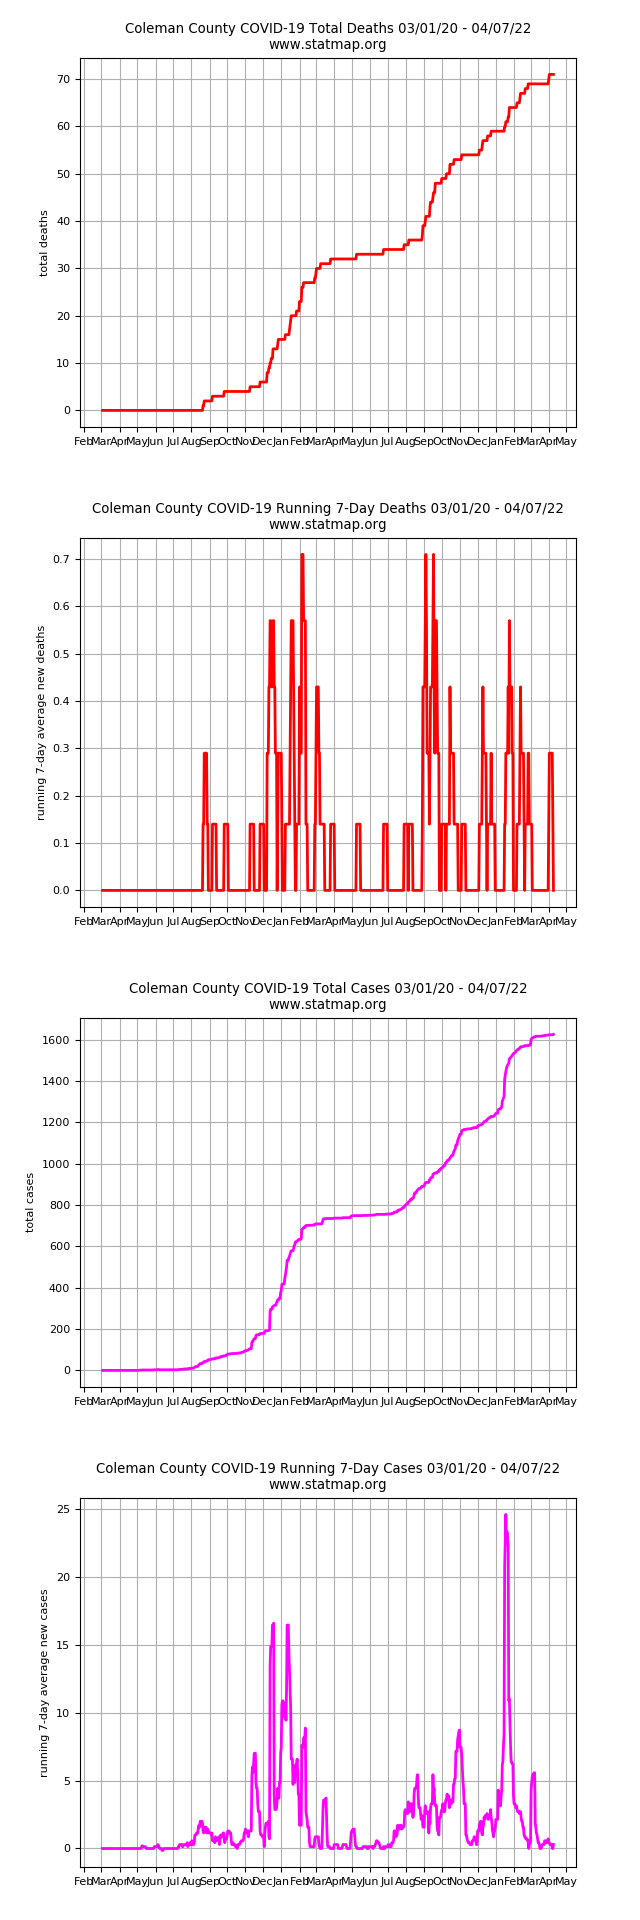 Coleman County COVID-19 Total Deaths 03/01/20 - 04/07/22
www.statmap.org
70
60
50
40
30
20
10
0
total deaths
Feb Mar Apr May Jun Jul Aug Sep Oct Nov Dec Jan Feb Mar Apr May Jun Jul Aug Sep Oct Nov Dec Jan Feb Mar Apr May
Coleman County COVID-19 Running 7-Day Deaths 03/01/20 - 04/07/22
www.statmap.org
0.7
0.6
0.5
0.4
0.3
0.2
0.1
0.0
running 7-day average new deaths
Feb Mar Apr May Jun Jul Aug Sep Oct Nov Dec Jan Feb Mar Apr May Jun Jul Aug Sep Oct Nov Dec Jan Feb Mar Apr May
Coleman County COVID-19 Total Cases 03/01/20 - 04/07/22
www.statmap.org
1600
1400
1200
1000
800
600
400
200
0
total cases
Feb Mar Apr May Jun Jul Aug Sep Oct Nov Dec Jan Feb Mar Apr May Jun Jul Aug Sep Oct Nov Dec Jan Feb Mar Apr May
Coleman County COVID-19 Running 7-Day Cases 03/01/20 - 04/07/22
www.statmap.org
25
20
15
10
5
0
running 7-day average new cases
Feb Mar Apr May Jun Jul Aug Sep Oct Nov Dec Jan Feb Mar Apr May Jun Jul Aug Sep Oct Nov Dec Jan Feb Mar Apr May